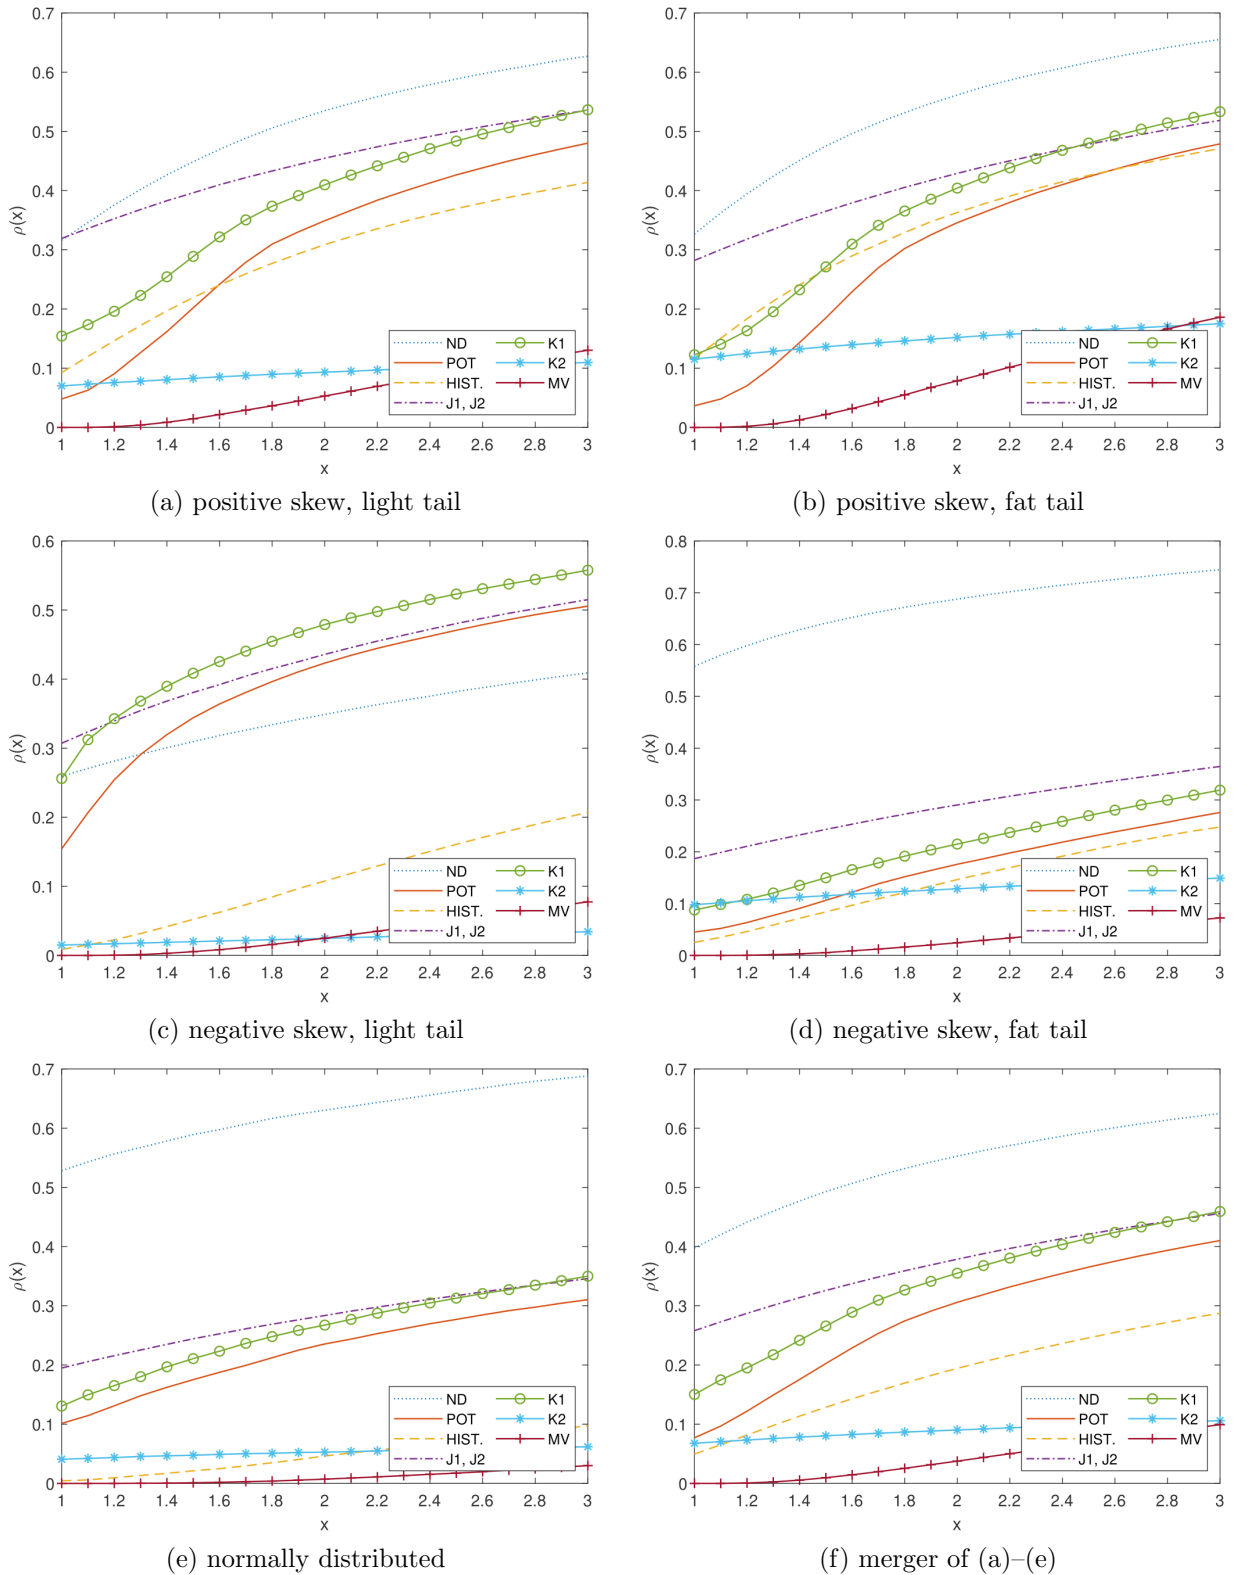 0.7
0.6
0.5
0.4
0.3
0.2
0.1
0
ρ(x)
1 1.2 1.4 1.6 1.8 2 2.2 2.4 2.6 2.8 3
x
ND K1
POT K2
HIST. MV
J1, J2
(a) positive skew, light tail
0.7
0.6
0.5
0.4
0.3
0.2
0.1
0
ρ(x)
1 1.2 1.4 1.6 1.8 2 2.2 2.4 2.6 2.8 3
x
ND K1
POT K2
HIST. MV
J1, J2
(b) positive skew, fat tail
0.6
0.5
0.4
0.3
0.2
0.1
0
ρ(x)
1 1.2 1.4 1.6 1.8 2 2.2 2.4 2.6 2.8 3
x
ND K1
POT K2
HIST. MV
J1, J2
(c) negative skew, light tail
0.8
0.7
0.6
0.5
0.4
0.3
0.2
0.1
0
ρ(x)
1 1.2 1.4 1.6 1.8 2 2.2 2.4 2.6 2.8 3
x
ND K1
POT K2
HIST. MV
J1, J2
(d) negative skew, fat tail
0.7
0.6
0.5
0.4
0.3
0.2
0.1
0
ρ(x)
1 1.2 1.4 1.6 1.8 2 2.2 2.4 2.6 2.8 3
x
ND K1
POT K2
HIST. MV
J1, J2
(e) normally distributed
0.7
0.6
0.5
0.4
0.3
0.2
0.1
0
ρ(x)
1 1.2 1.4 1.6 1.8 2 2.2 2.4 2.6 2.8 3
x
ND K1
POT K2
HIST. MV
J1, J2
(f) merger of (a)–(e)